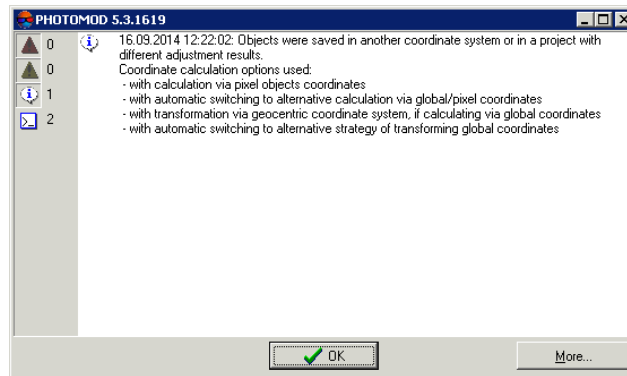 PHOTOMOD 5.3.1619
0
0
1
2
16.09.2014 12:22:02: Objects were saved in another coordinate system or in a project with
different adjustment results.
Coordinate calculation options used:
- with calculation via pixel objects coordinates
- with automatic switching to alternative calculation via global/pixel coordinates
- with transformation via geocentric coordinate system, if calculating via global coordinates
- with automatic switching to alternative strategy of transforming global coordinates
OK
More...